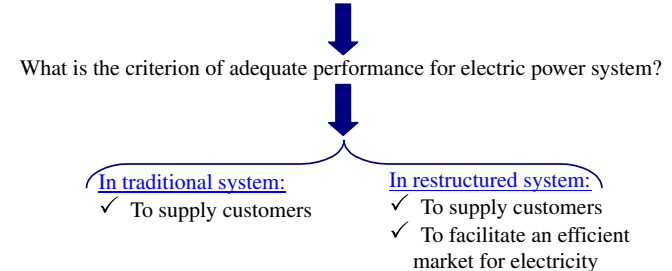 What is the criterion of adequate performance for electric power system?
In traditional system:
✓ To supply customers
In restructured system:
✓ To supply customers
✓ To facilitate an efficient
market for electricity